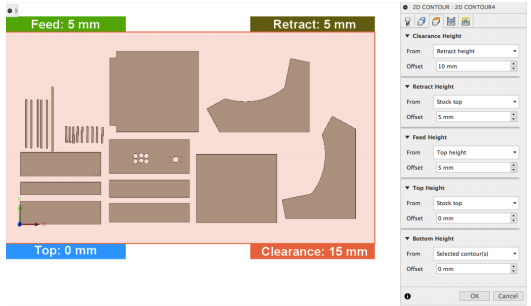 2D CONTOUR : 2D CONTOUR4
Feed: 5 mm
Retract: 5 mm
Top: 0 mm
Clearance: 15 mm
Clearance Height
From Retract height
Offset 10 mm
Retract Height
From Stock top
Offset 5 mm
Feed Height
From Top height
Offset 5 mm
Top Height
From Stock top
Offset 0 mm
Bottom Height
From Selected contour(s)
Offset 0 mm
OK Cancel